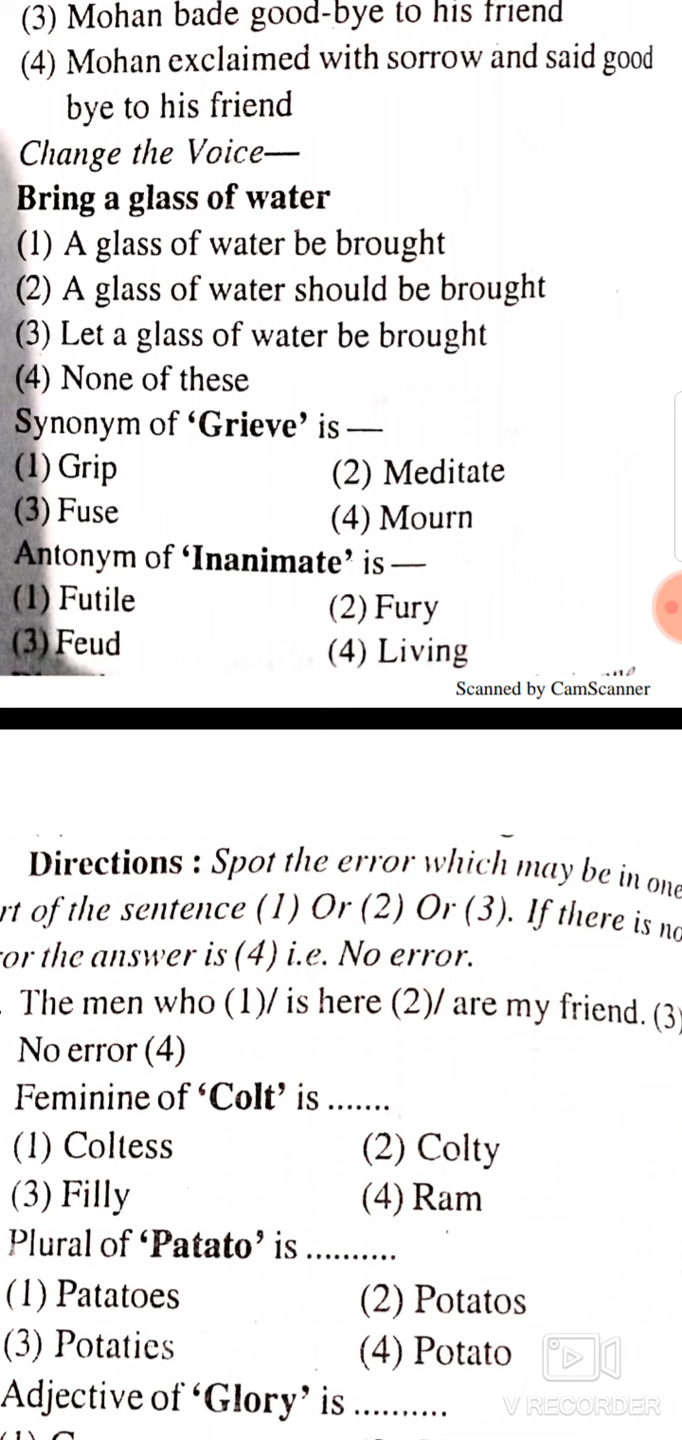 (3) Mohan bade good-bye to his friend
(4) Mohan exclaimed with sorrow and said good
bye to his friend
Change the Voice—
Bring a glass of water
(1) A glass of water be brought
(2) A glass of water should be brought
(3) Let a glass of water be brought
(4) None of these
Synonym of ‘Grieve’ is —
(1) Grip (2) Meditate
(3) Fuse (4) Mourn
Antonym of ‘Inanimate’ is —
(1) Futile (2) Fury
(3) Feud (4) Living
Scanned by CamScanner
Directions : Spot the error which may be in one
rt of the sentence (1) Or (2) Or (3). If there is no
or the answer is (4) i.e. No error.
. The men who (1)/ is here (2)/ are my friend. (3)
No error (4)
Feminine of ‘Colt’ is .......
(1) Coltess (2) Colty
(3) Filly (4) Ram
Plural of ‘Patato’ is ..........
(1) Patatoes (2) Potatos
(3) Potaties (4) Potato
V RECORDER
Adjective of ‘Glory’ is ..........